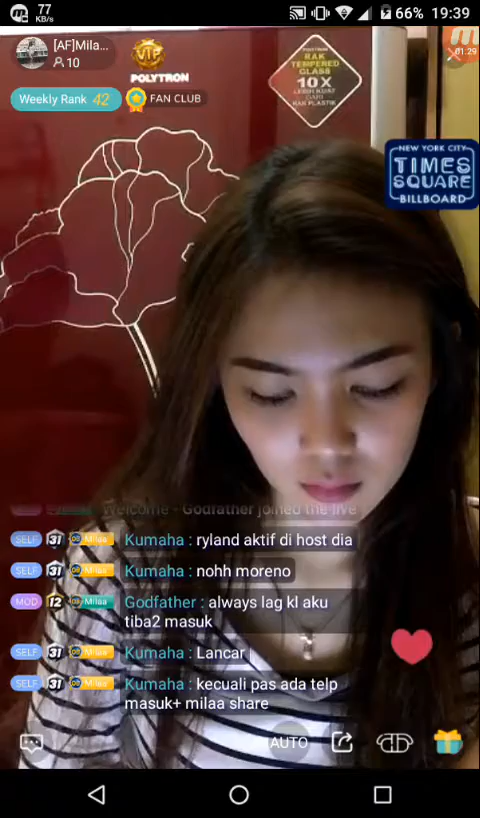 77
KB/s
66%
19:39
[AF]Mila...
10
VIP
POLYTRON
RAK
TEMPERED
GLASS
10X
LEBIH KUAT
DARI
RAK PLASTIK
01:29
Weekly Rank 42
FAN CLUB
NEW YORK CITY
TIMES
SQUARE
BILLBOARD
Welcome - Godfather joined the live
SELF 31 Milaa Kumaha : ryland aktif di host dia
SELF 31 Milaa Kumaha : nohh moreno
MOD 12 Milaa Godfather : always lag kl aku
tiba2 masuk
SELF 31 Milaa Kumaha : Lancar j
SELF 31 Milaa Kumaha : kecuali pas ada telp
masuk+ milaa share
AUTO